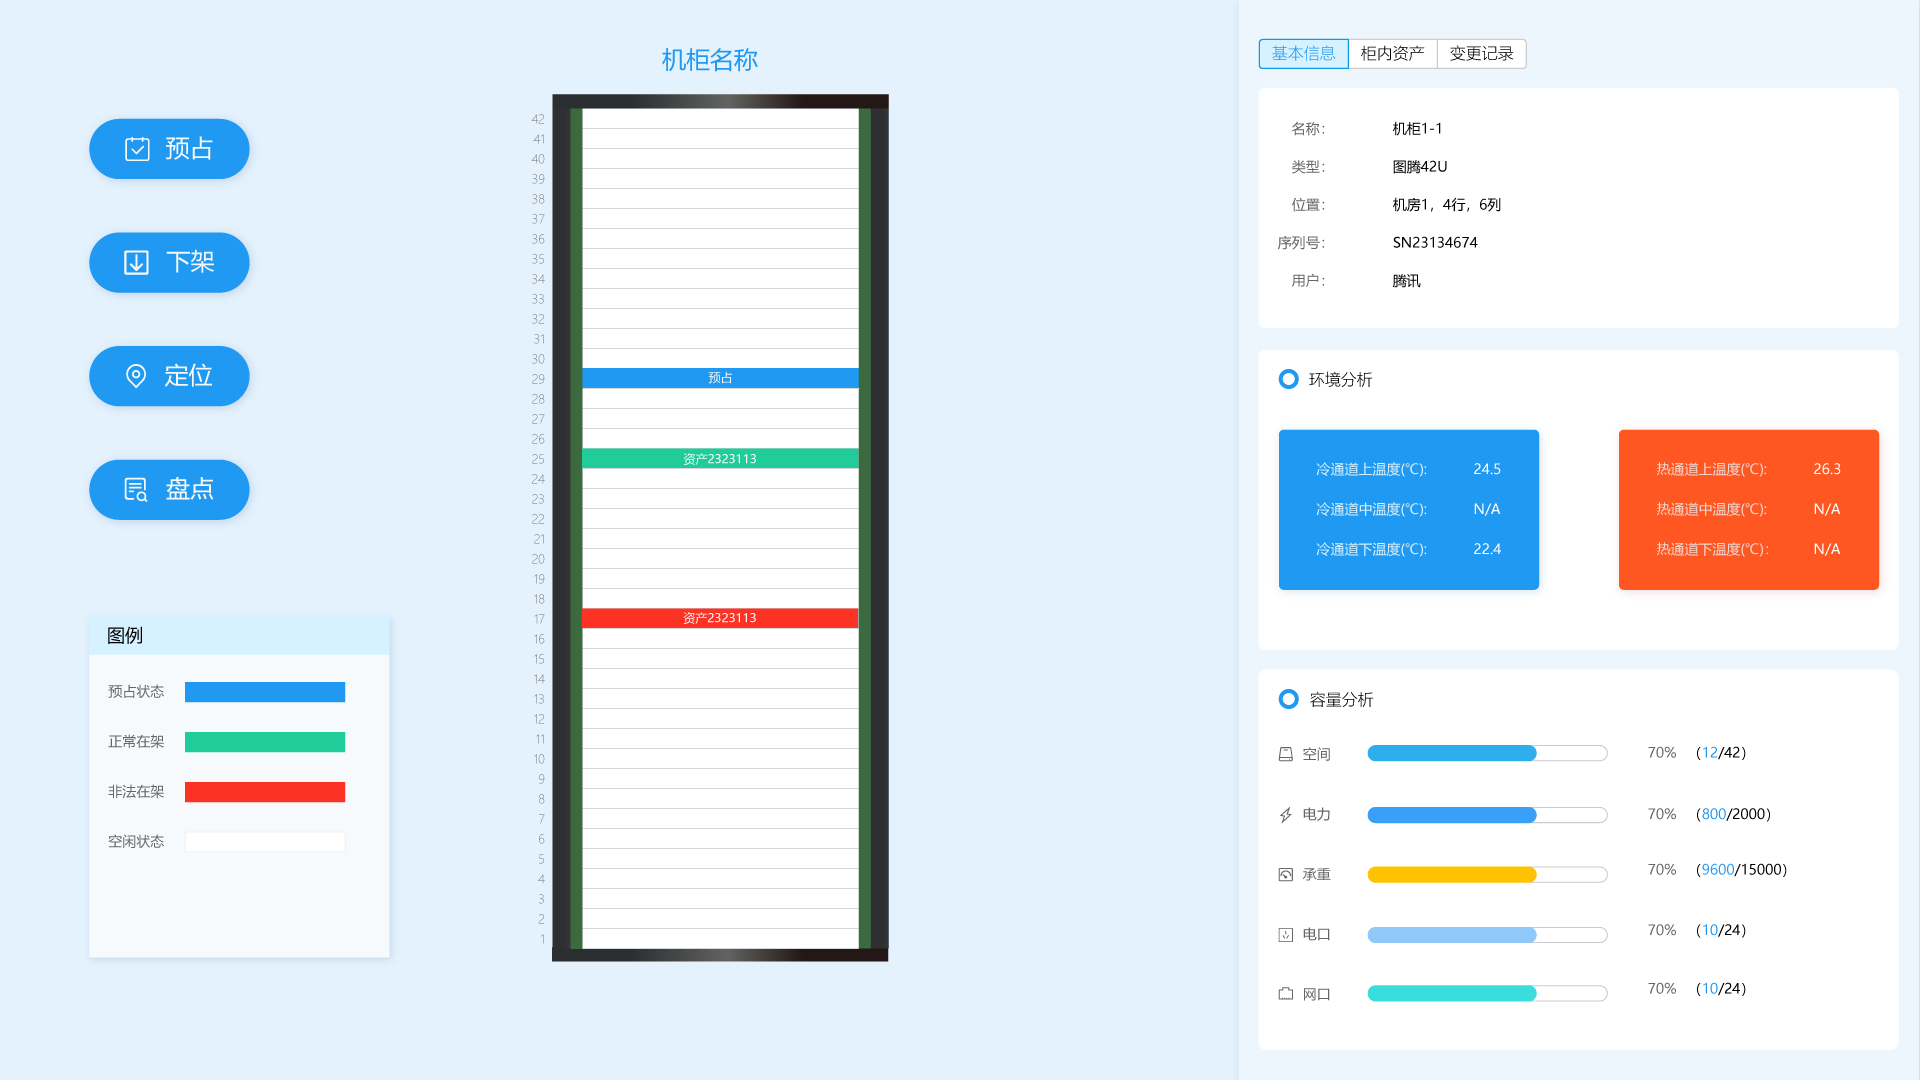 机柜名称
预占
下架
定位
盘点
图例
预占状态
正常在架
非法在架
空闲状态
42
41
40
39
38
37
36
35
34
33
32
31
30
29 预占
28
27
26
25 资产2323113
24
23
22
21
20
19
18
17 资产2323113
16
15
14
13
12
11
10
9
8
7
6
5
4
3
2
1
基本信息 柜内资产 变更记录
名称: 机柜1-1
类型: 图腾42U
位置: 机房1，4行，6列
序列号: SN23134674
用户: 腾讯
环境分析
冷通道上温度(℃): 24.5
冷通道中温度(℃): N/A
冷通道下温度(℃): 22.4
热通道上温度(℃): 26.3
热通道中温度(℃): N/A
热通道下温度(℃): N/A
容量分析
空间 70% (12/42)
电力 70% (800/2000)
承重 70% (9600/15000)
电口 70% (10/24)
网口 70% (10/24)